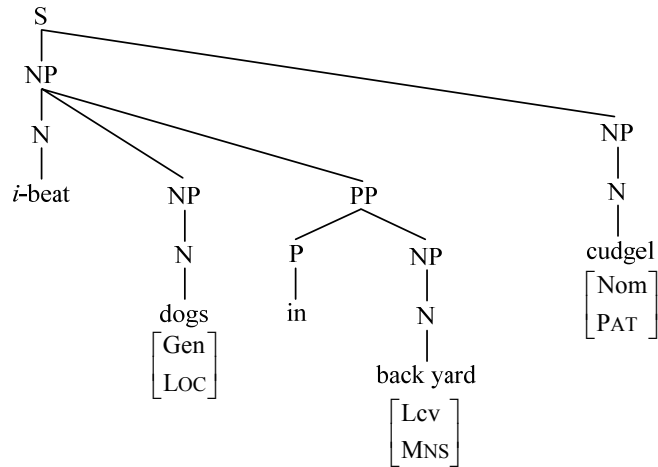 S
NP
N NP
i-beat NP PP N
N P NP cudgel
dogs in N [Nom
[Gen PAT]
LOC] back yard
[Lcv
MNS]